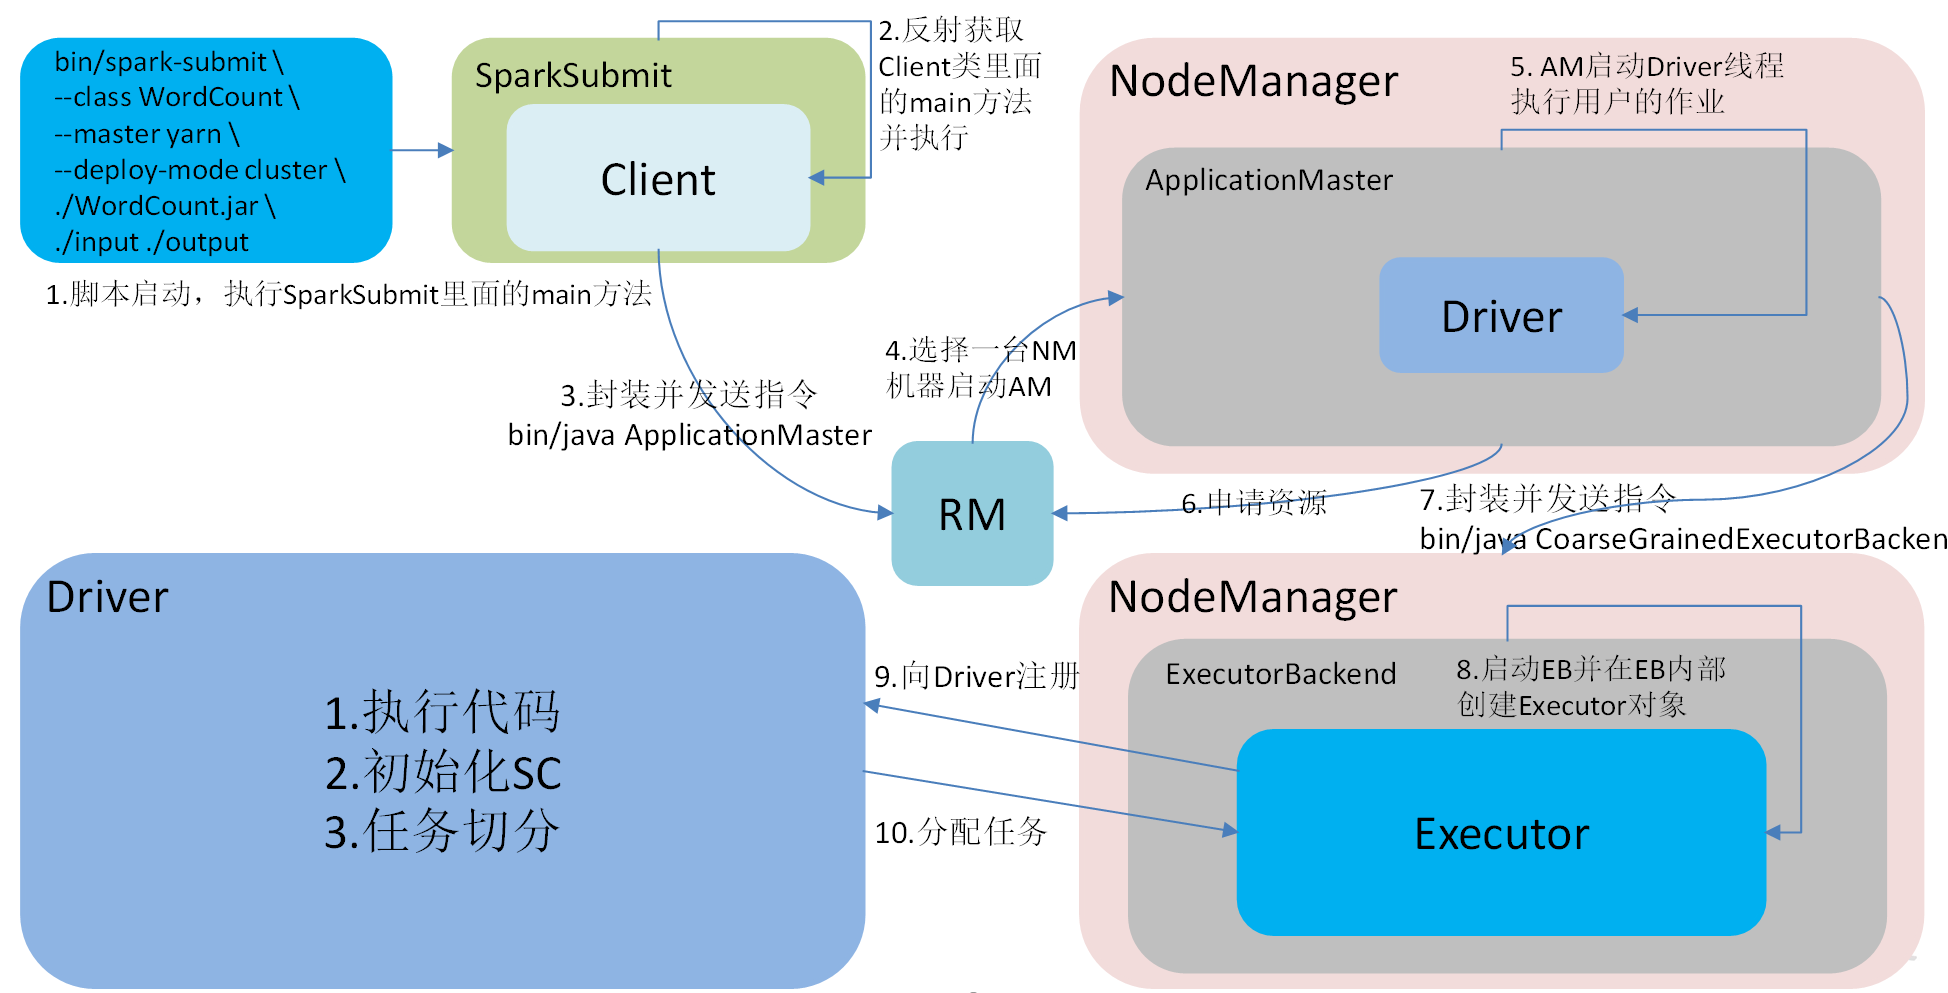 bin/spark-submit \
--class WordCount \
--master yarn \
--deploy-mode cluster \
./WordCount.jar \
./input ./output
1.脚本启动，执行SparkSubmit里面的main方法
SparkSubmit
Client
2.反射获取
Client类里面
的main方法
并执行
3.封装并发送指令
bin/java ApplicationMaster
4.选择一台NM
机器启动AM
RM
NodeManager
5. AM启动Driver线程
执行用户的作业
ApplicationMaster
Driver
6.申请资源
7.封装并发送指令
bin/java CoarseGrainedExecutorBacken
Driver
1.执行代码
2.初始化SC
3.任务切分
9.向Driver注册
10.分配任务
NodeManager
ExecutorBackend
8.启动EB并在EB内部
创建Executor对象
Executor